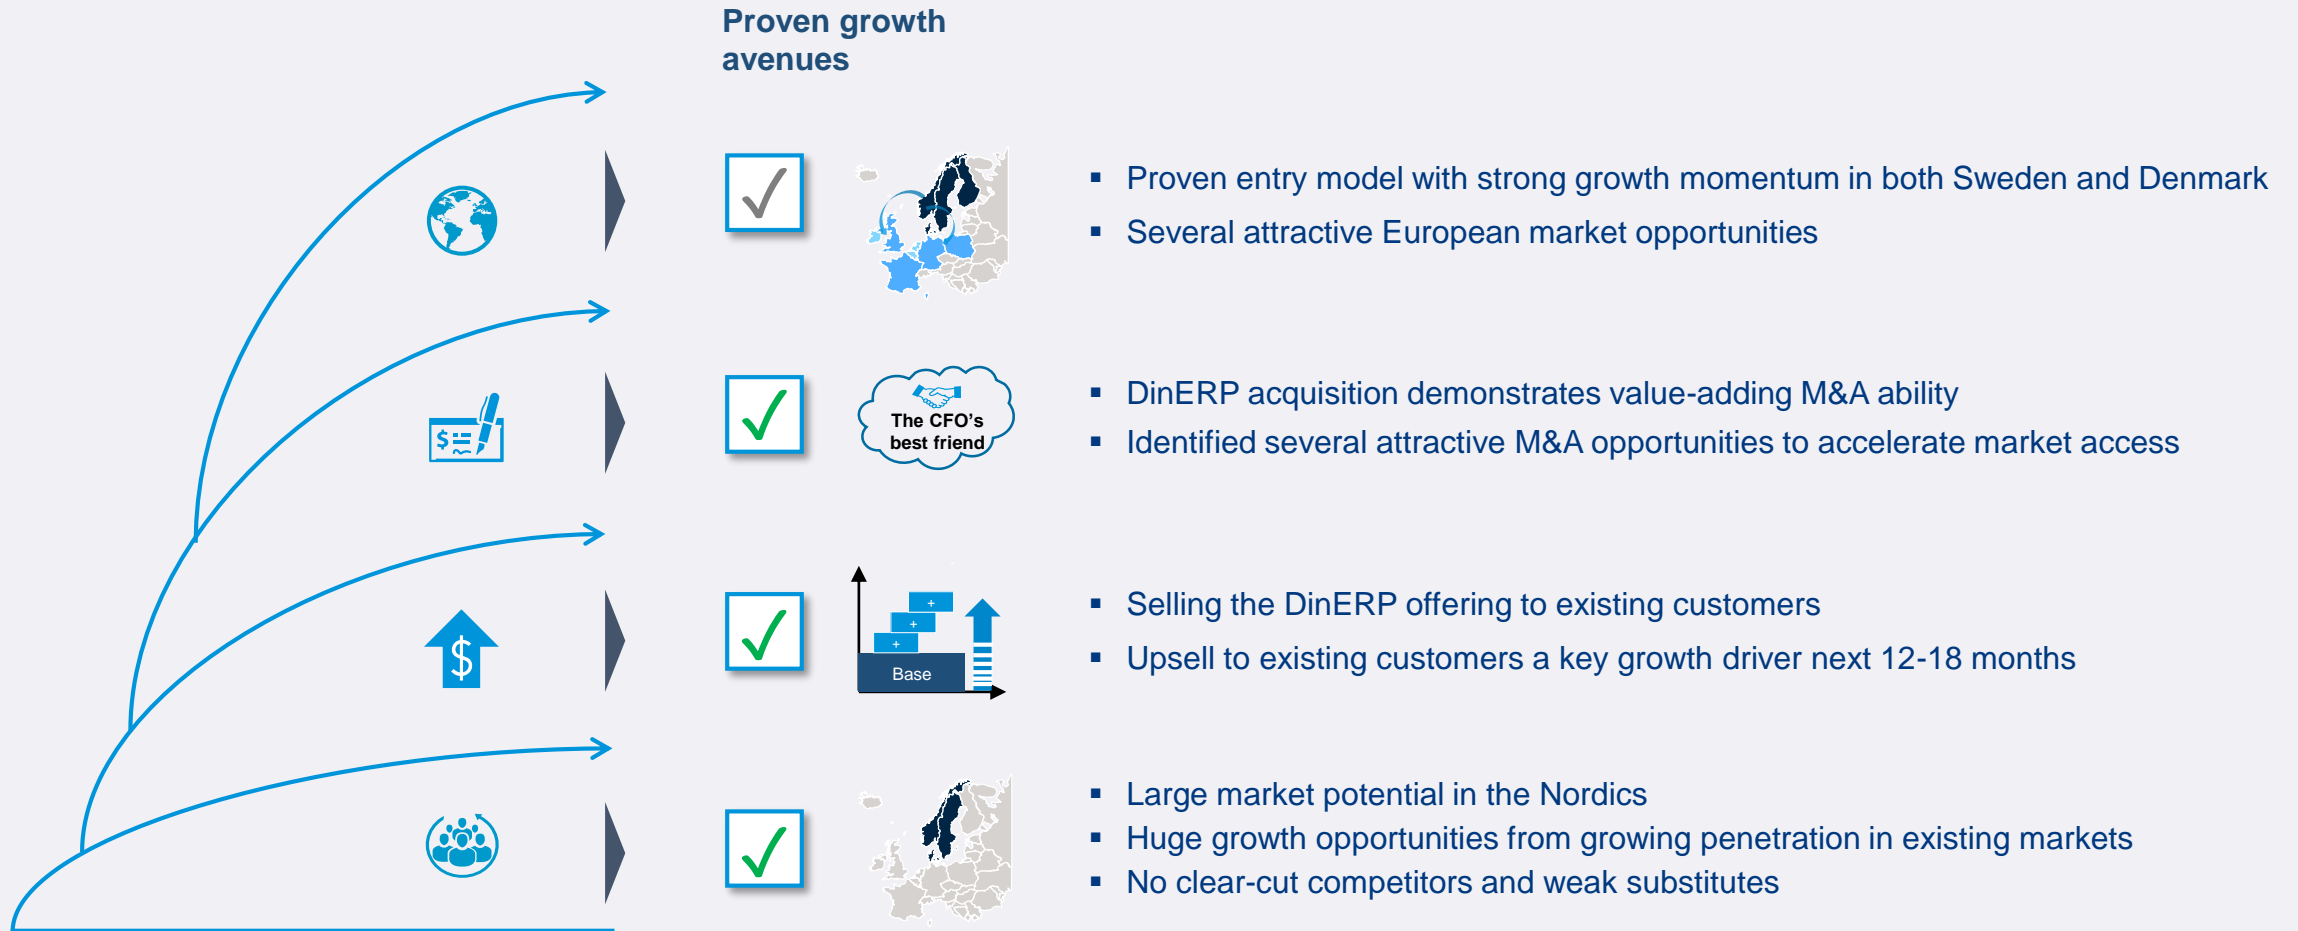 Proven growth
avenues
Proven entry model with strong growth momentum in both Sweden and Denmark
Several attractive European market opportunities
$
The CFO’s
best friend
DinERP acquisition demonstrates value-adding M&A ability
Identified several attractive M&A opportunities to accelerate market access
$
+
+
+
Base
Selling the DinERP offering to existing customers
Upsell to existing customers a key growth driver next 12-18 months
Large market potential in the Nordics
Huge growth opportunities from growing penetration in existing markets
No clear-cut competitors and weak substitutes